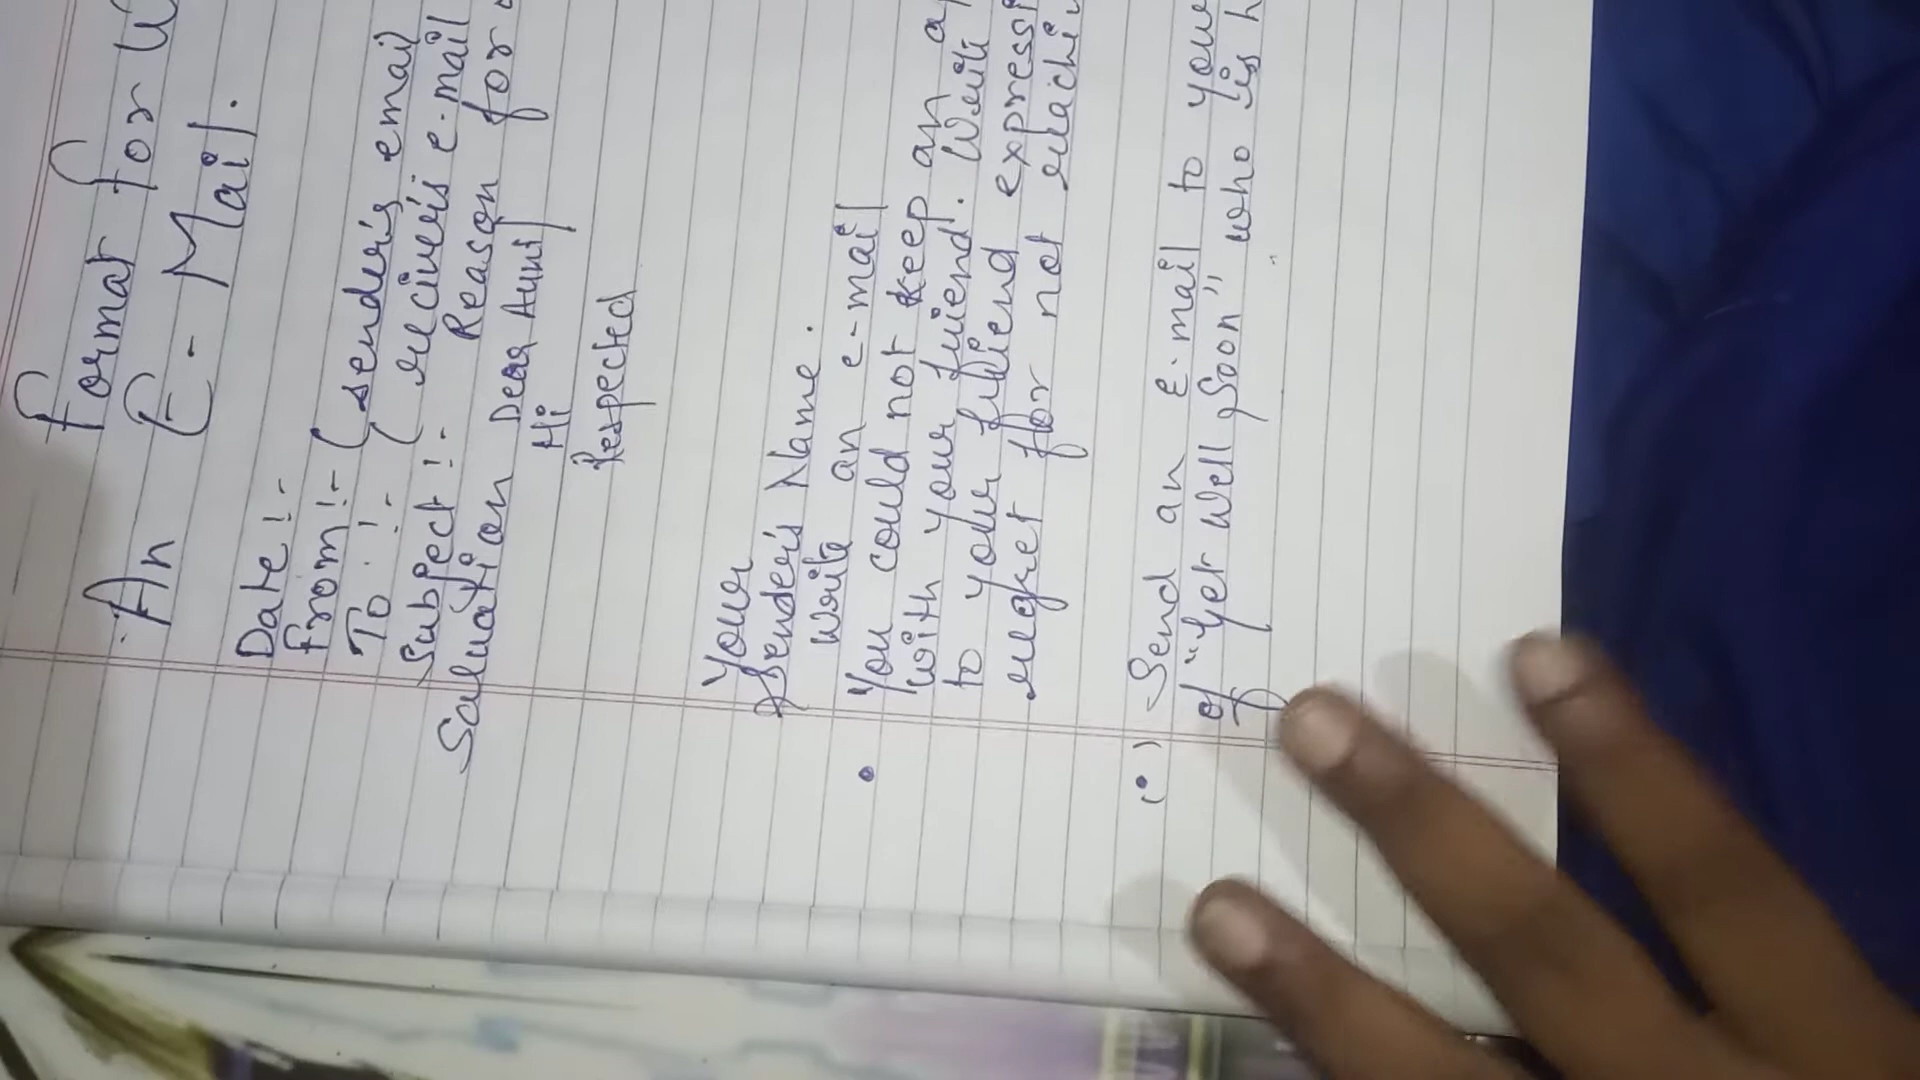 Format for
An E-Mail.
Date :-
From :- (sender's email
To :- (reciver's e-mail
Subject :- Reason for
Salutation Dear Aunt
Hi
Respected
Your
Sender's Name.
Write an e-mail
• You could not keep an
with your friend. Write
to your friend express
regret for not reachi
(•) Send an E-mail to your
of "get well soon" who is